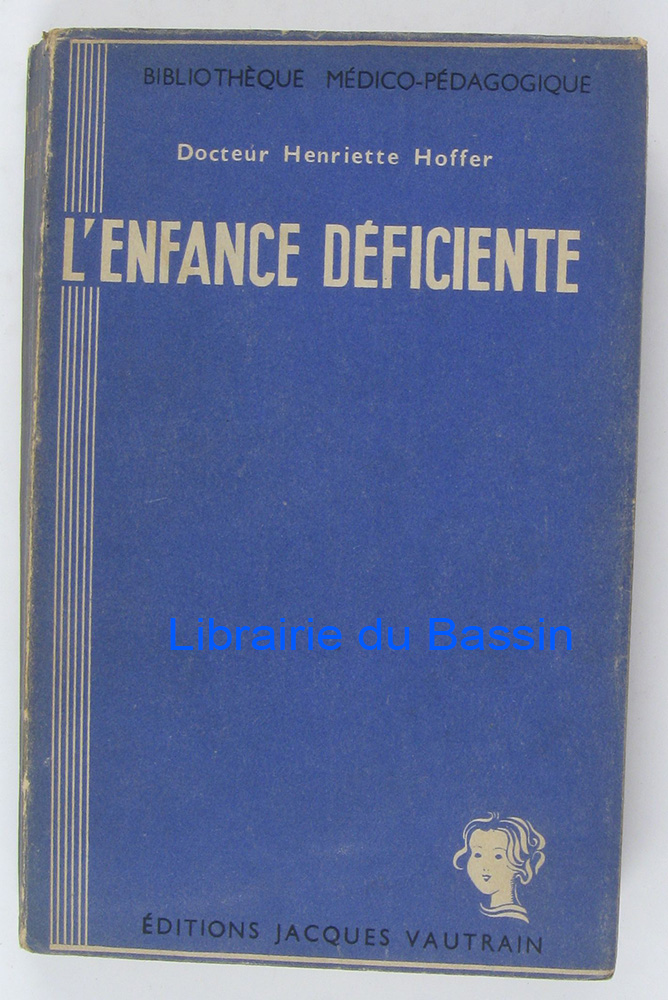 BIBLIOTHÈQUE MÉDICO-PÉDAGOGIQUE
Docteur Henriette Hoffer
L'ENFANCE DÉFICIENTE
Librairie du Bassin
ÉDITIONS JACQUES VAUTRAIN